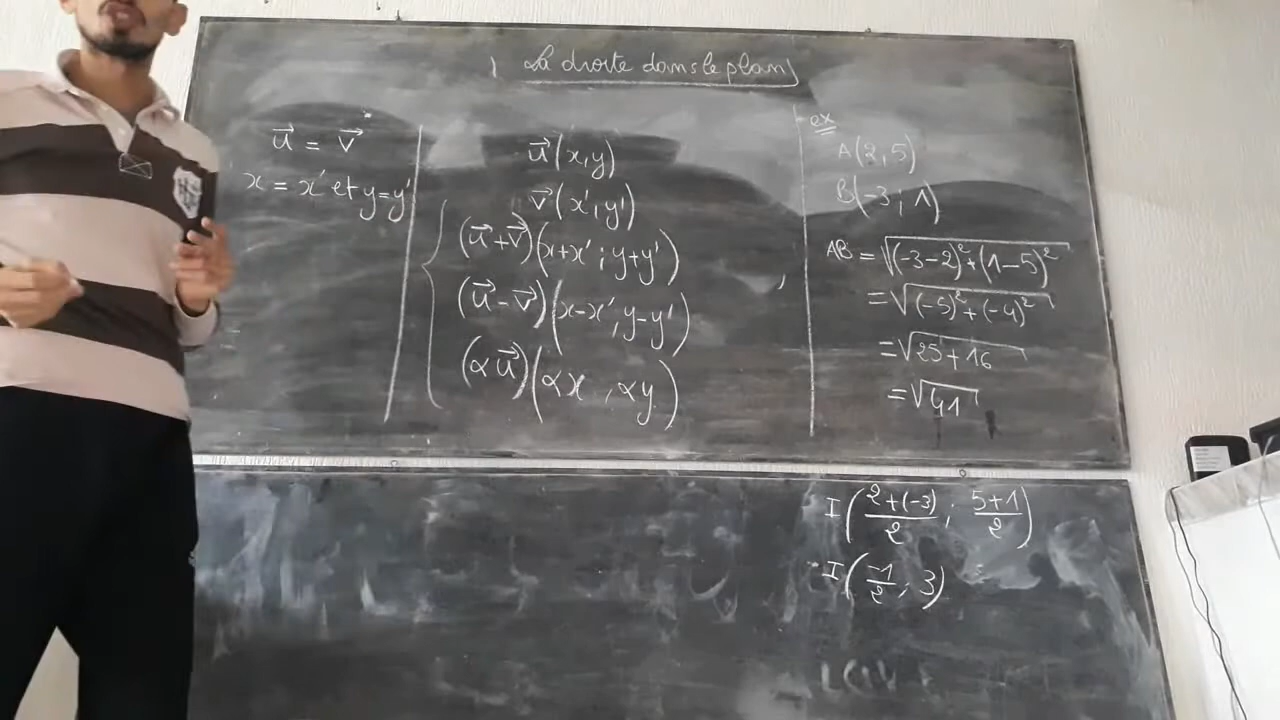 La droite dans le plan
u⃗ = v⃗
x = x' et y=y'
u⃗(x,y)
v⃗(x',y')
(u⃗+v⃗)(x+x' ; y+y')
(u⃗-v⃗)(x-x', y-y')
(αu⃗)(αx , αy)
ex
A(2,5)
B(-3 ; 1)
AB = √((-3-2)²+(1-5)²)
= √((-5)²+(-4)²)
= √(25+16)
= √41
I((2+(-3))/2 ; (5+1)/2)
I(-1/2 ; 3)